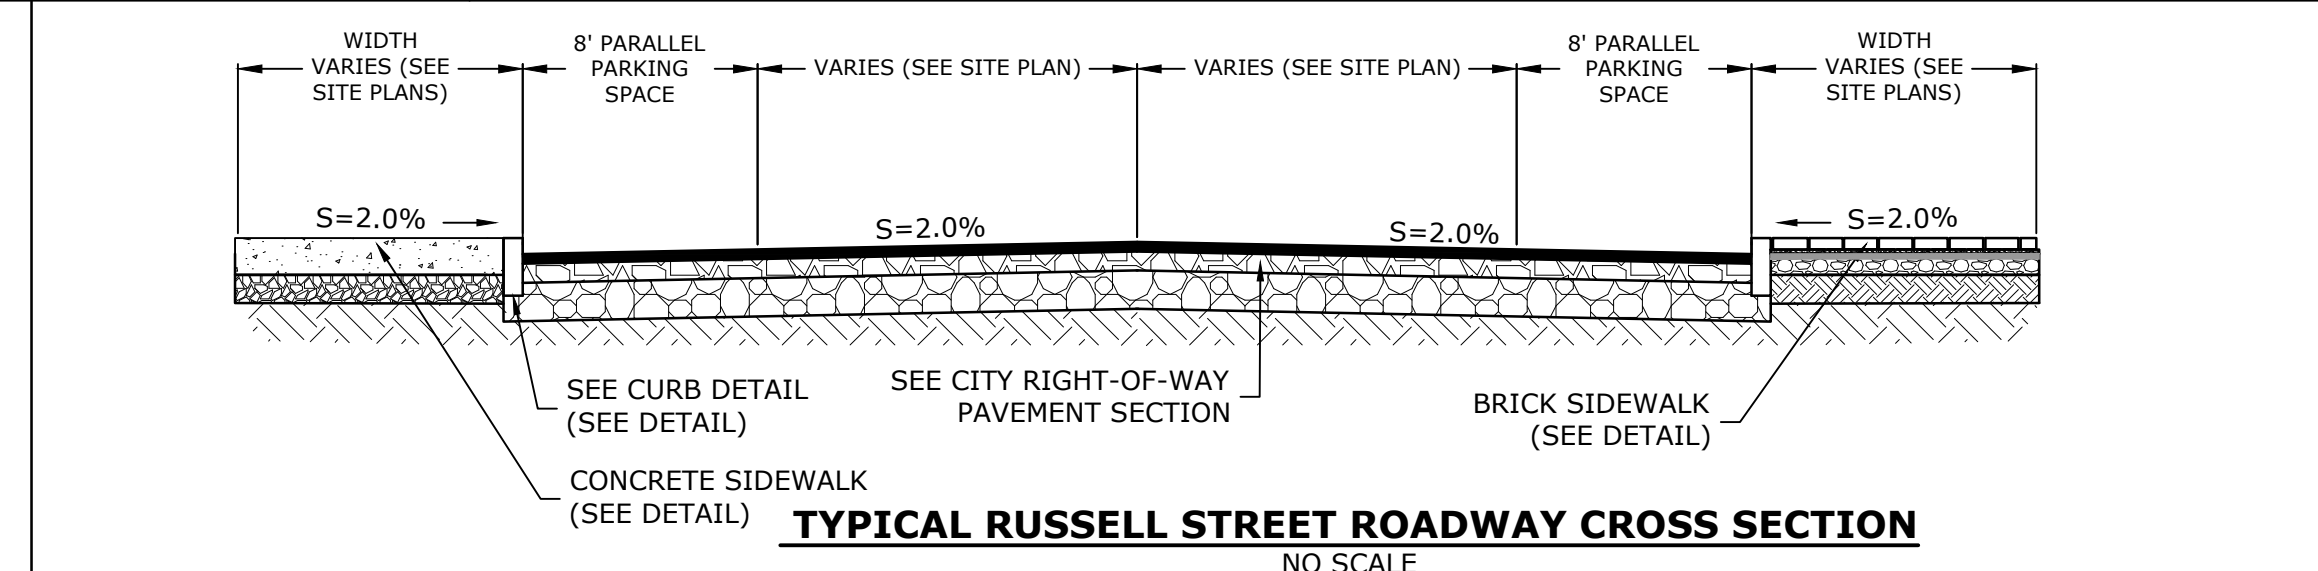 WIDTH
VARIES (SEE
SITE PLANS)
8' PARALLEL
PARKING
SPACE
VARIES (SEE SITE PLAN)
VARIES (SEE SITE PLAN)
8' PARALLEL
PARKING
SPACE
WIDTH
VARIES (SEE
SITE PLANS)
S=2.0%
S=2.0%
S=2.0%
S=2.0%
SEE CURB DETAIL
(SEE DETAIL)
SEE CITY RIGHT-OF-WAY
PAVEMENT SECTION
BRICK SIDEWALK
(SEE DETAIL)
CONCRETE SIDEWALK
(SEE DETAIL)
TYPICAL RUSSELL STREET ROADWAY CROSS SECTION
NO SCALE